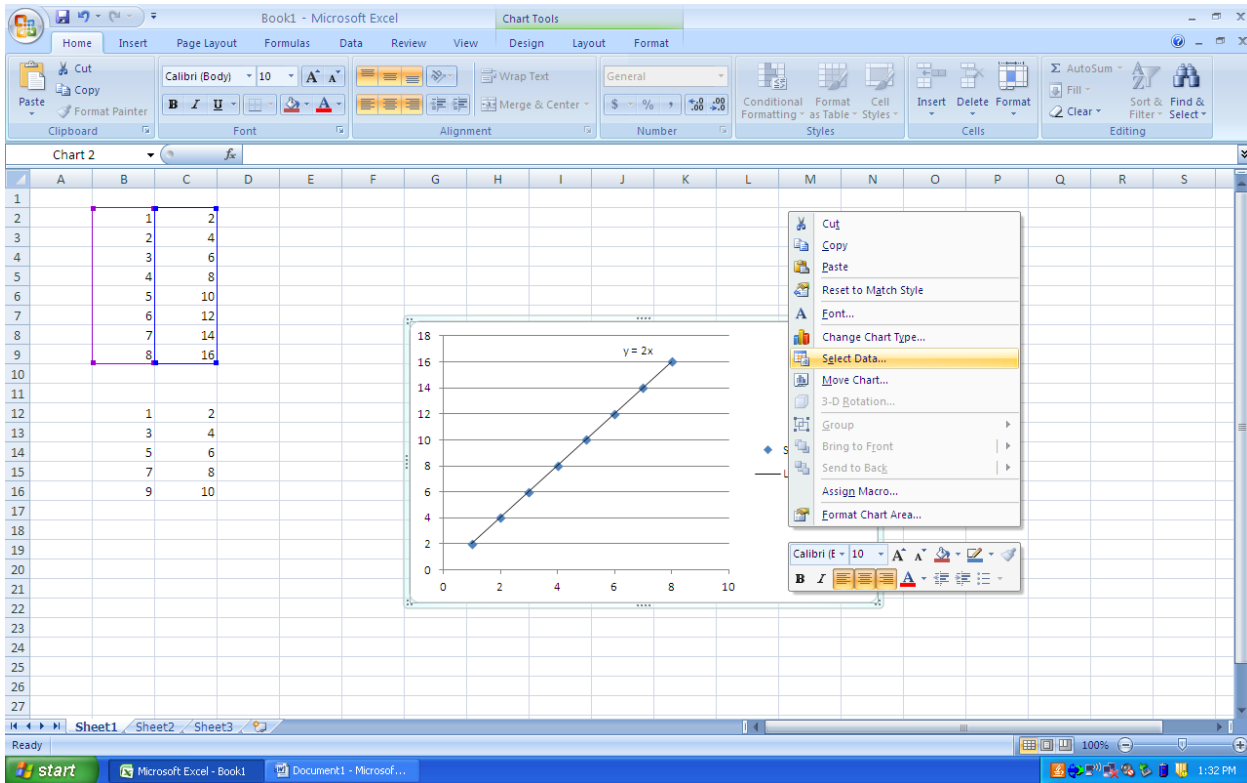 Book1 - Microsoft Excel
Chart Tools
Home Insert Page Layout Formulas Data Review View Design Layout Format
Paste
Cut
Copy
Format Painter
Clipboard
Calibri (Body) 10 A A
B I U A
Font
Wrap Text
Merge & Center
Alignment
General
$ % , .0 .00 .00 .0
Number
Conditional Formatting
Format as Table
Cell Styles
Styles
Insert Delete Format
Cells
Σ AutoSum
Fill
Clear
Sort & Filter
Find & Select
Editing
Chart 2
fx
A B C D E F G H I J K L M N O P Q R S
1
2 1 2
3 2 4
4 3 6
5 4 8
6 5 10
7 6 12
8 7 14
9 8 16
10
11
12 1 2
13 3 4
14 5 6
15 7 8
16 9 10
17
18
19
20
21
22
23
24
25
26
27
18
16
14
12
10
8
6
4
2
0
0 2 4 6 8 10
y = 2x
S
L
Cut
Copy
Paste
Reset to Match Style
Font...
Change Chart Type...
Select Data...
Move Chart...
3-D Rotation...
Group
Bring to Front
Send to Back
Assign Macro...
Format Chart Area...
Calibri (E 10 A A
B I A
Sheet1 Sheet2 Sheet3
Ready
100%
start
Microsoft Excel - Book1
Document1 - Microsof...
1:32 PM